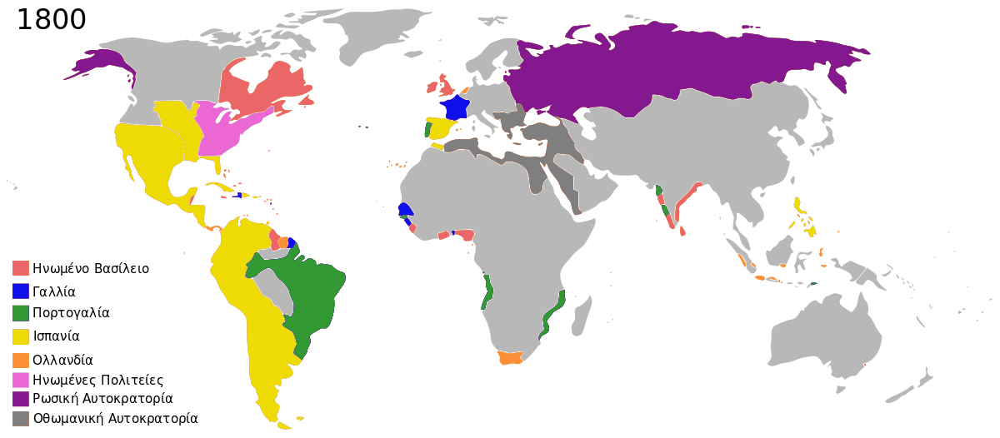 1800
Ηνωμένο Βασίλειο
Γαλλία
Πορτογαλία
Ισπανία
Ολλανδία
Ηνωμένες Πολιτείες
Ρωσική Αυτοκρατορία
Οθωμανική Αυτοκρατορία